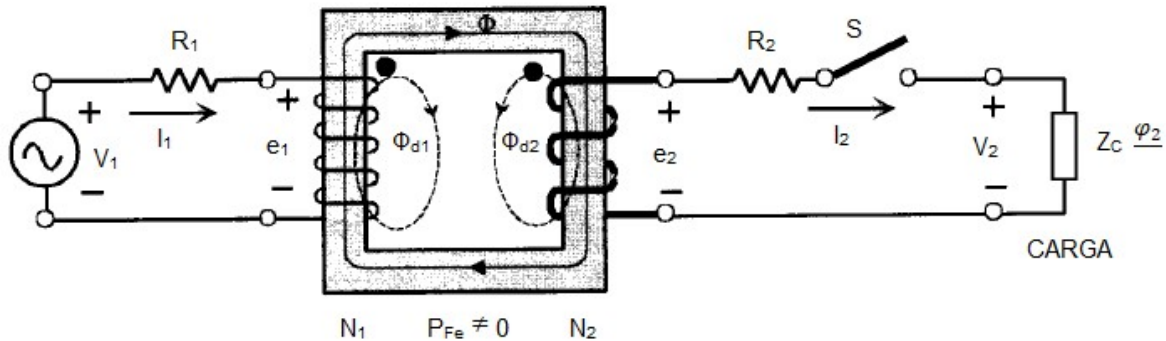 Φ
R₁
R₂
S
+
I₁
+
Φd1
Φd2
+
I₂
+
V₁
e₁
e₂
V₂
Zc φ₂
−
−
−
−
CARGA
N₁
PFe ≠ 0
N₂